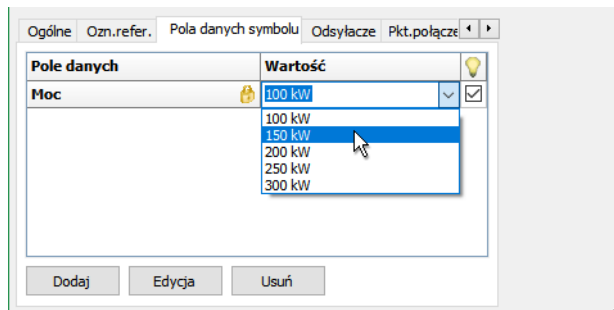 Ogólne Ozn.refer. Pola danych symbolu Odsyłacze Pkt.połącze
Pole danych Wartość
Moc 100 kW
100 kW
150 kW
200 kW
250 kW
300 kW
Dodaj Edycja Usuń